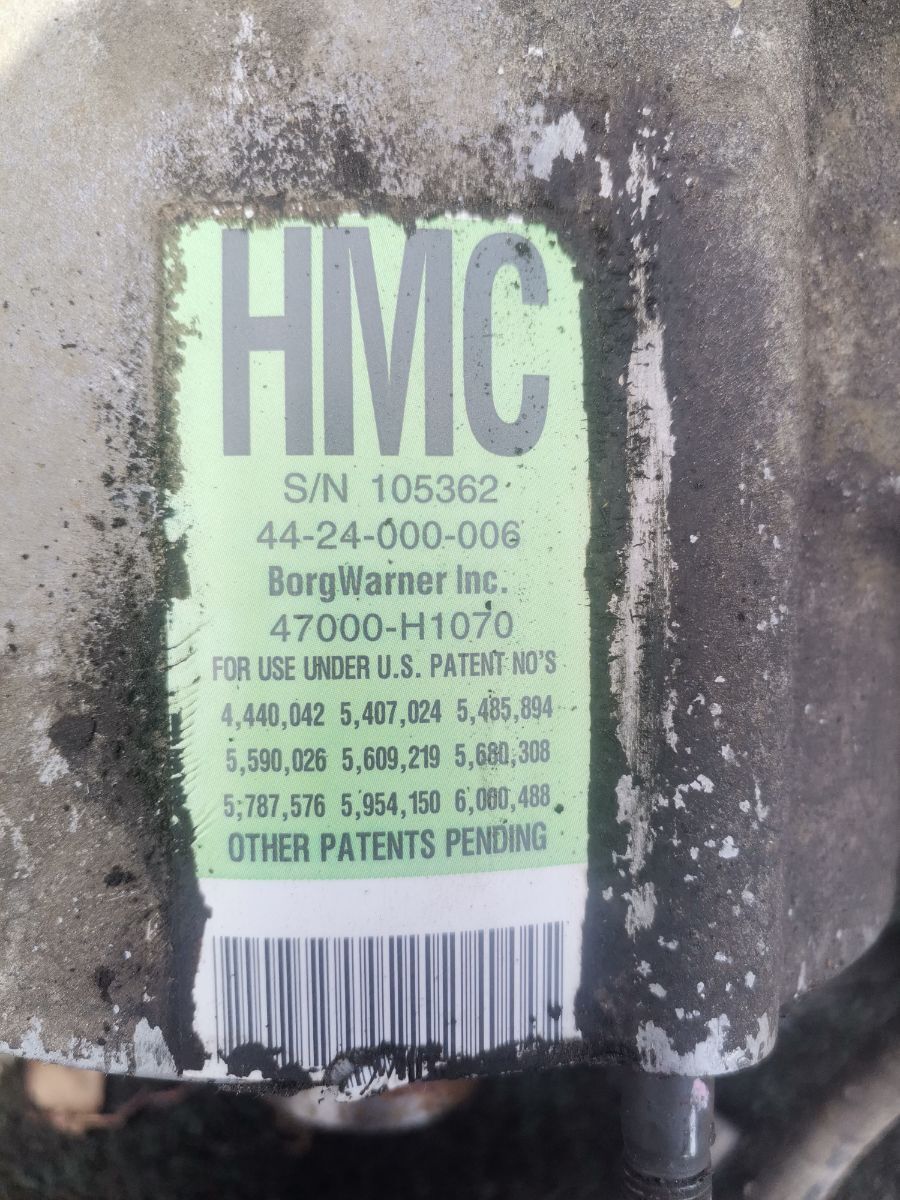 HMC
S/N 105362
44-24-000-006
BorgWarner Inc.
47000-H1070
FOR USE UNDER U.S. PATENT NO'S
4,440,042 5,407,024 5,485,894
5,590,026 5,609,219 5,680,308
5,787,576 5,954,150 6,000,488
OTHER PATENTS PENDING